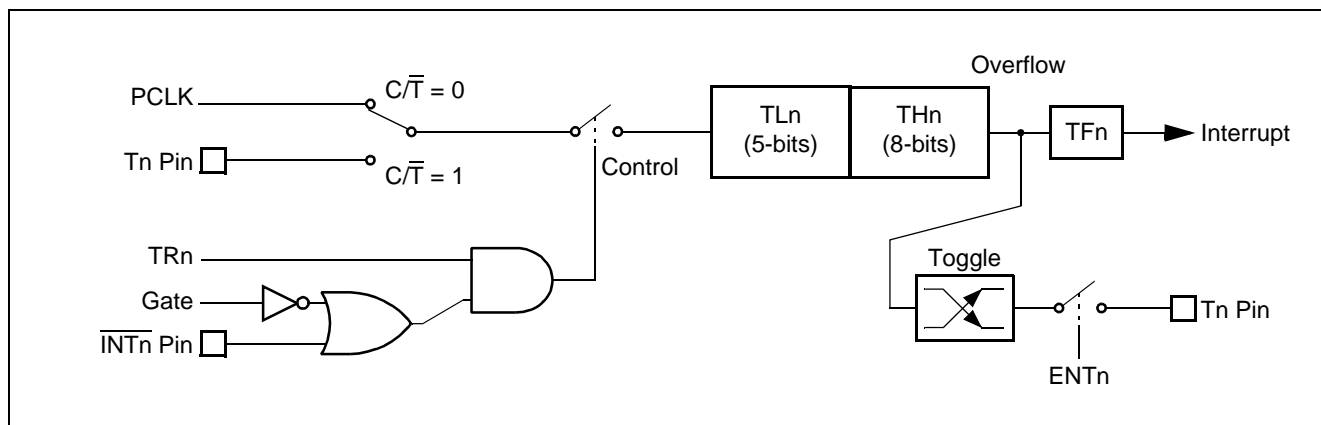 Overflow
PCLK
C/T̅ = 0
TLn
(5-bits)
THn
(8-bits)
TFn
Interrupt
Tn Pin
C/T̅ = 1
Control
TRn
Toggle
Gate
I̅N̅T̅n̅ Pin
Tn Pin
ENTn